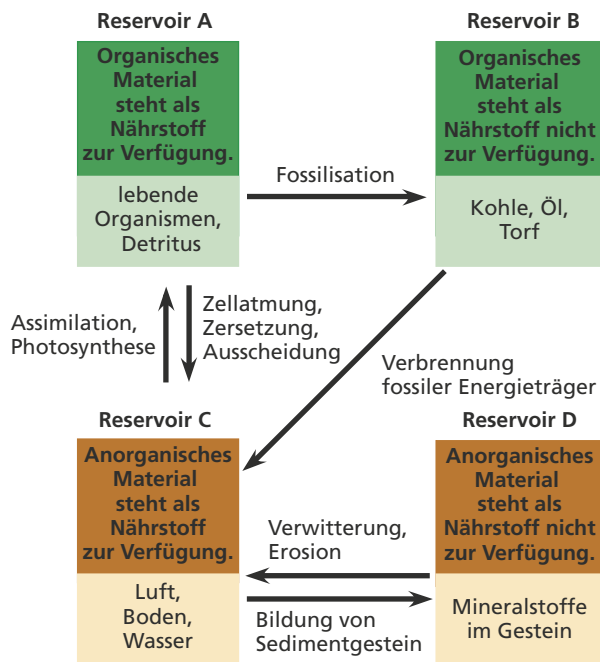 Reservoir A
Organisches
Material
steht als
Nährstoff
zur Verfügung.
lebende
Organismen,
Detritus
Fossilisation
Reservoir B
Organisches
Material
steht als
Nährstoff nicht
zur Verfügung.
Kohle, Öl,
Torf
Assimilation,
Photosynthese
Zellatmung,
Zersetzung,
Ausscheidung
Verbrennung
fossiler Energieträger
Reservoir C
Anorganisches
Material
steht als
Nährstoff
zur Verfügung.
Luft,
Boden,
Wasser
Verwitterung,
Erosion
Bildung von
Sedimentgestein
Reservoir D
Anorganisches
Material
steht als
Nährstoff nicht
zur Verfügung.
Mineralstoffe
im Gestein